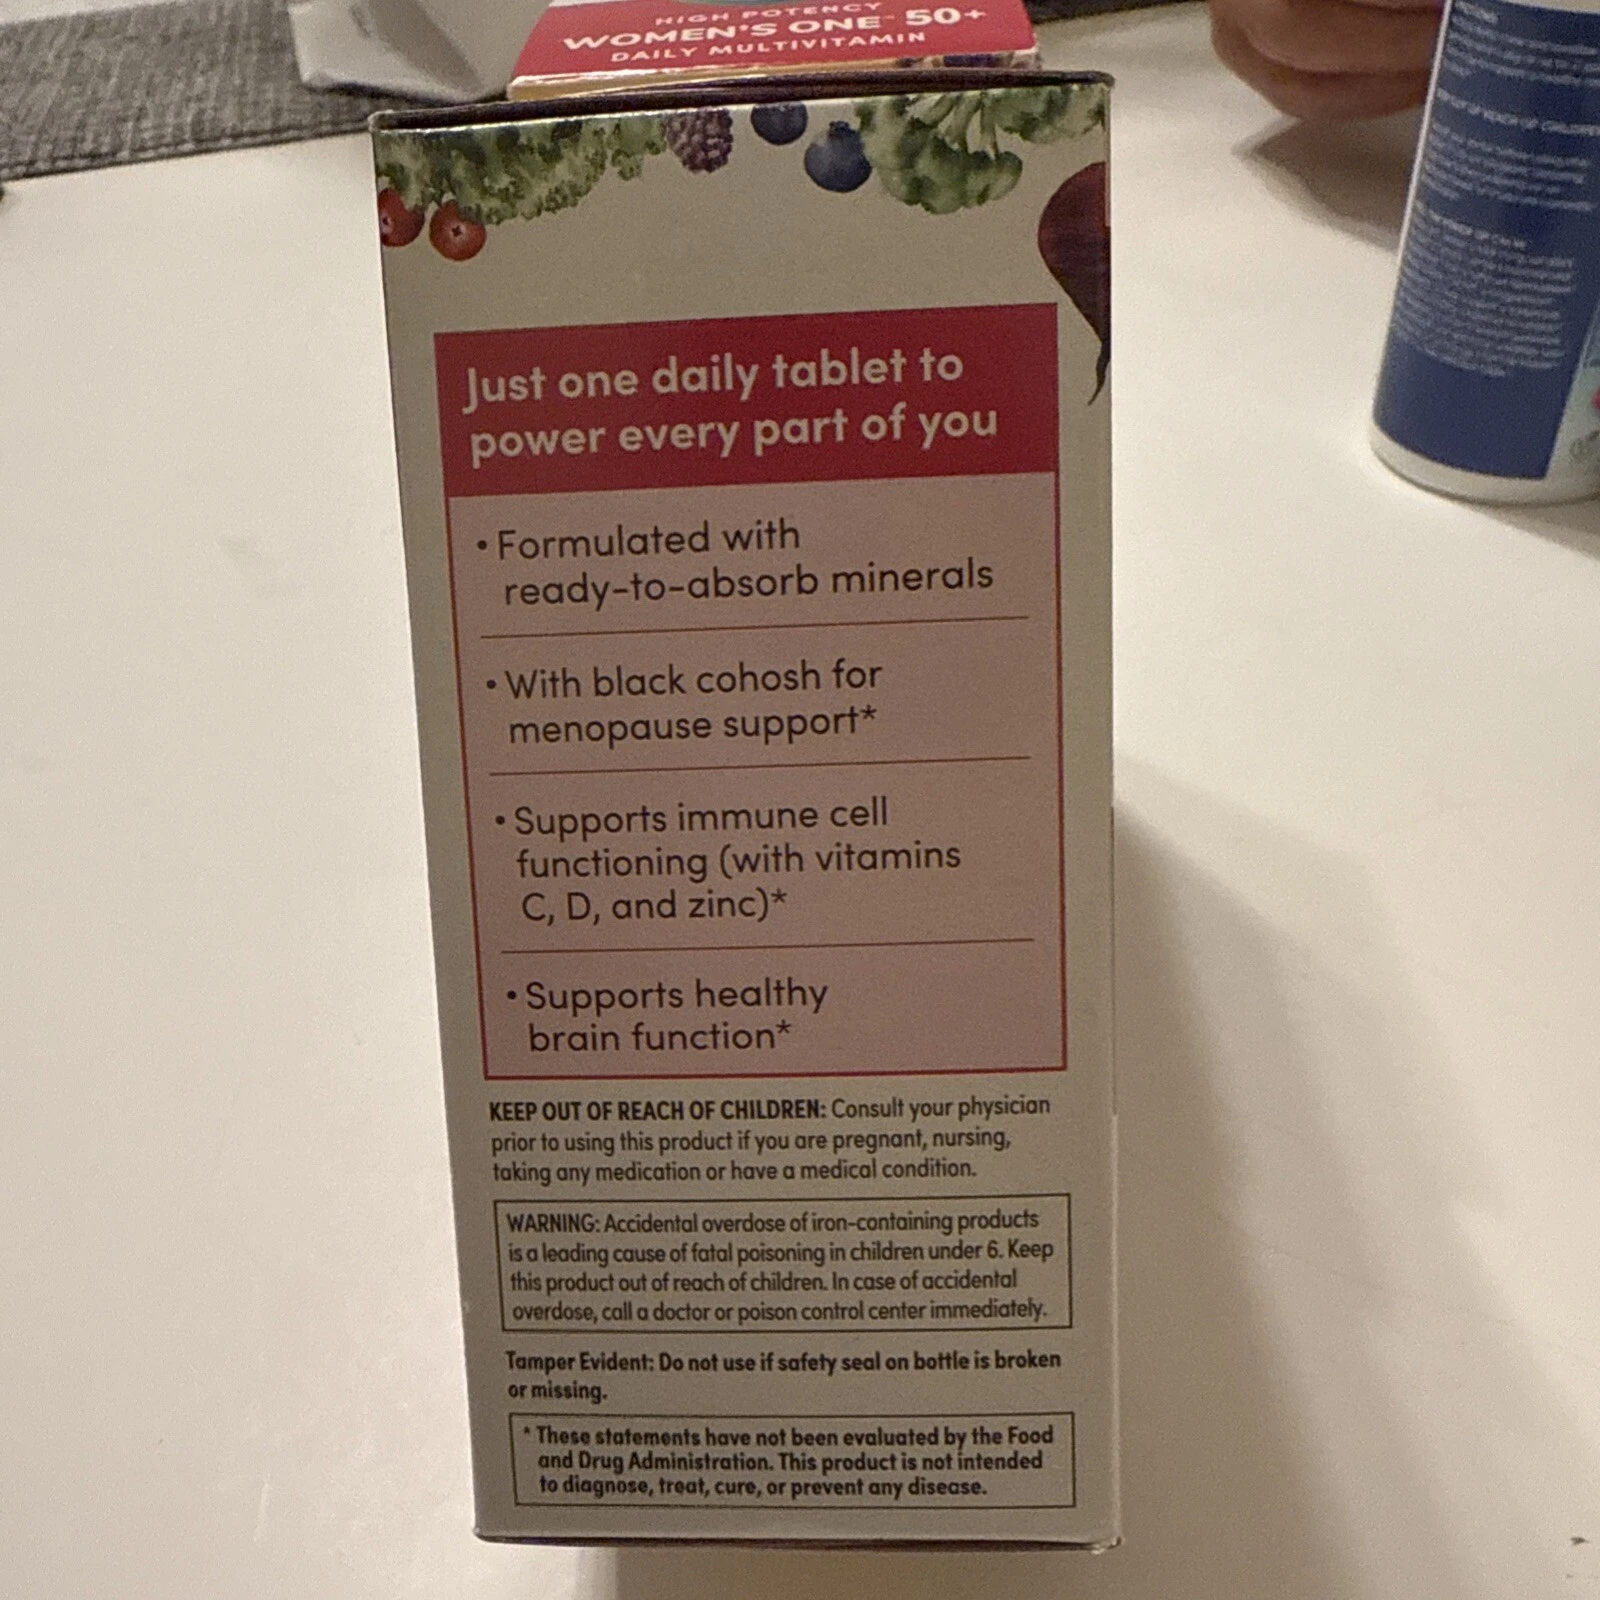 HIGH POTENCY
WOMEN'S ONE™ 50+
DAILY MULTIVITAMIN
Just one daily tablet to
power every part of you
• Formulated with
ready-to-absorb minerals
• With black cohosh for
menopause support*
• Supports immune cell
functioning (with vitamins
C, D, and zinc)*
• Supports healthy
brain function*
KEEP OUT OF REACH OF CHILDREN: Consult your physician
prior to using this product if you are pregnant, nursing,
taking any medication or have a medical condition.
WARNING: Accidental overdose of iron-containing products
is a leading cause of fatal poisoning in children under 6. Keep
this product out of reach of children. In case of accidental
overdose, call a doctor or poison control center immediately.
Tamper Evident: Do not use if safety seal on bottle is broken
or missing.
* These statements have not been evaluated by the Food
and Drug Administration. This product is not intended
to diagnose, treat, cure, or prevent any disease.